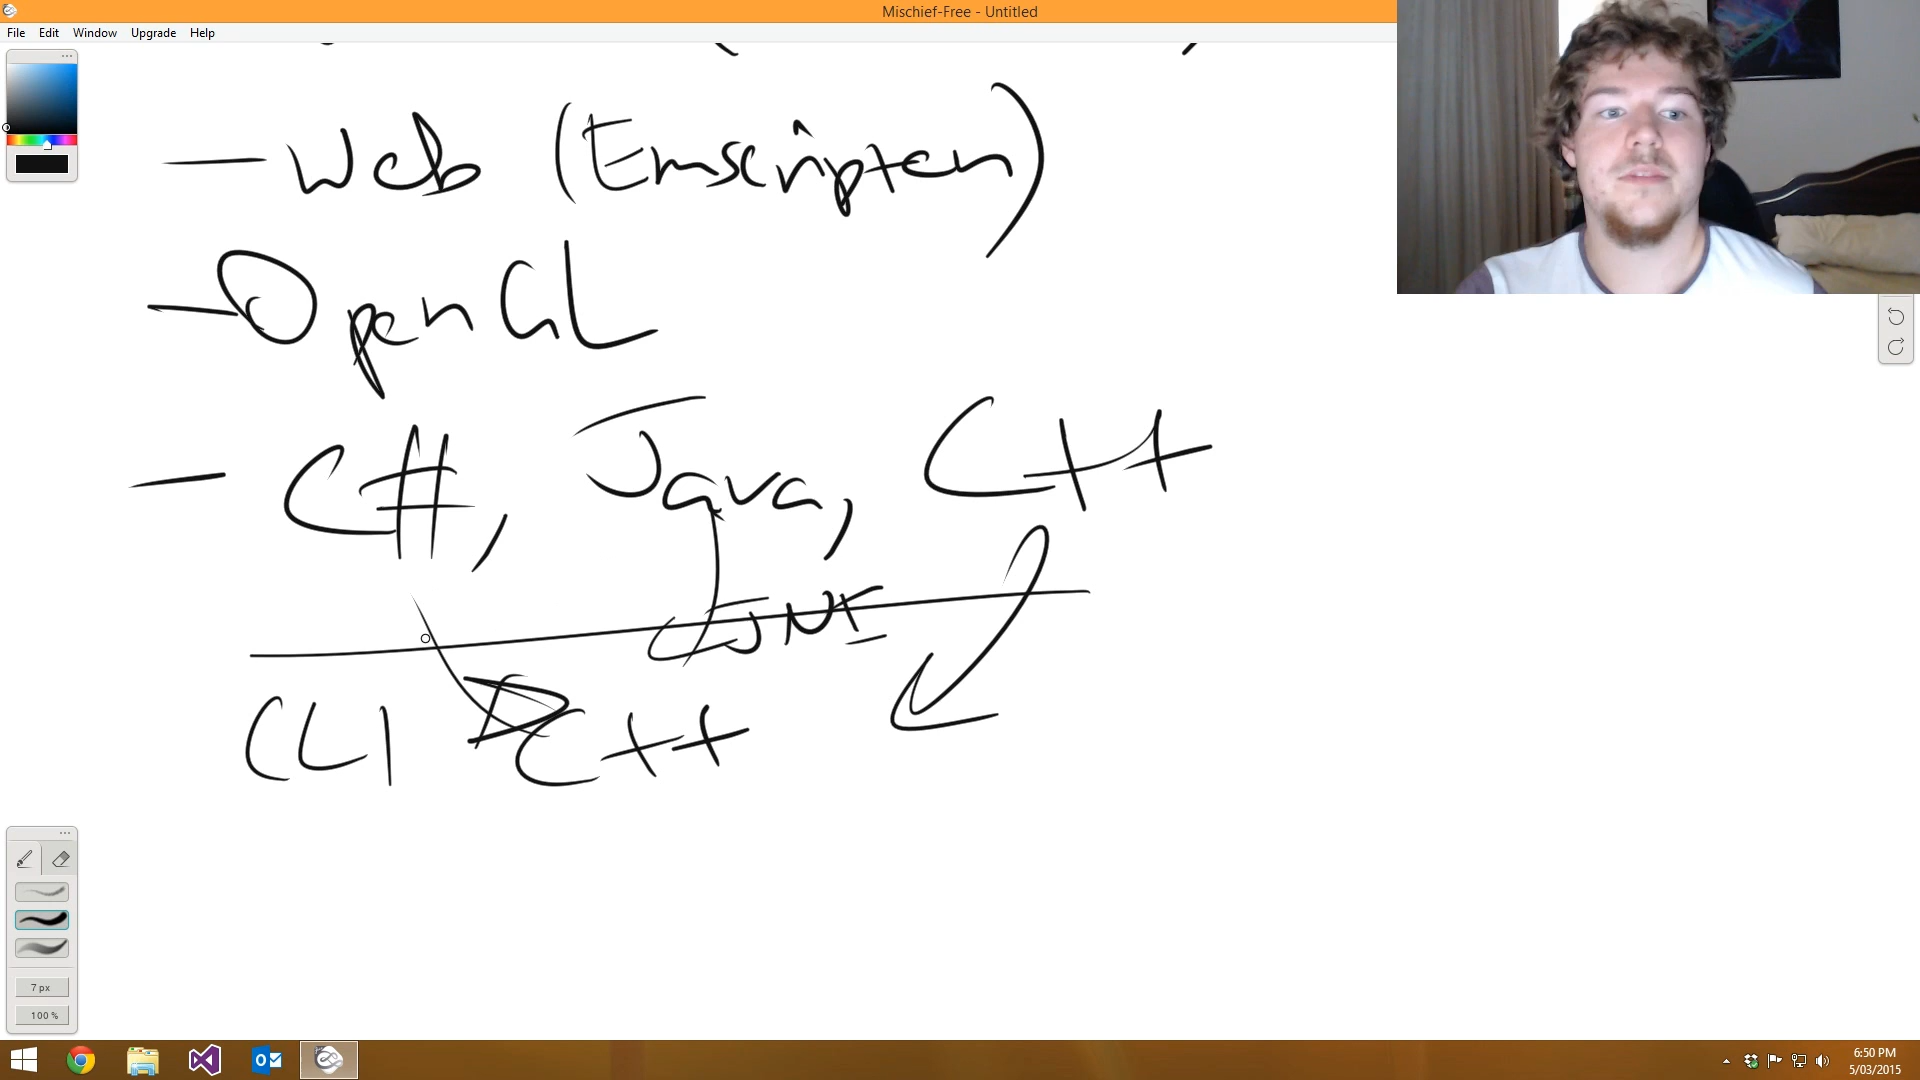 Mischief-Free - Untitled
File Edit Window Upgrade Help
- Web (Emscripten)
- OpenGL
- C#, Java, C++
JNI
CLI C++
7 px
100 %
6:50 PM
5/03/2015